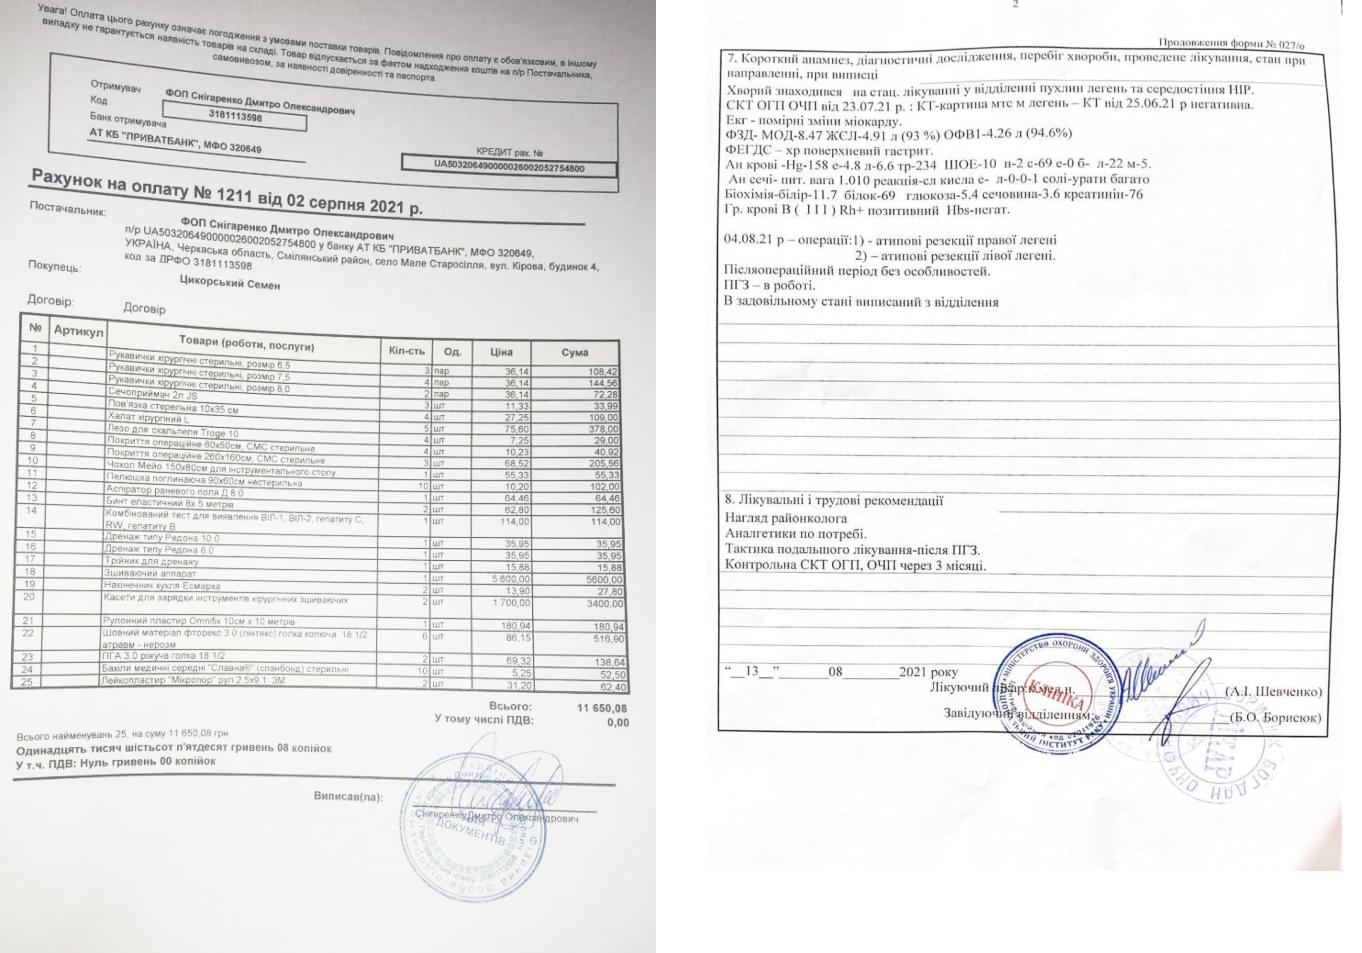 Увага! Оплата цього рахунку означає погодження з умовами поставки товарів. Повідомлення про оплату є обов'язковим, в іншому
випадку не гарантується наявність товарів на складі. Товар відпускається за фактом надходження коштів на п/р Постачальника,
самовивозом, за наявності довіреності та паспорта.
Отримувач ФОП Снігаренко Дмитро Олександрович
Код 3181113598
Банк отримувача
АТ КБ "ПРИВАТБАНК", МФО 320649
КРЕДИТ рах. №
UA503206490000026002052754800
Рахунок на оплату № 1211 від 02 серпня 2021 р.
Постачальник: ФОП Снігаренко Дмитро Олександрович
п/р UA503206490000026002052754800 у банку АТ КБ "ПРИВАТБАНК", МФО 320649,
УКРАЇНА, Черкаська область, Смілянський район, село Мале Старосілля, вул. Кірова, будинок 4,
код за ДРФО 3181113598
Покупець: Цикорський Семен
Договір: Договір
№ Артикул Товари (роботи, послуги) Кіл-сть Од. Ціна Сума
1 Рукавички хірургічні стерильні, розмір 6,5 3 пар 36,14 108,42
2 Рукавички хірургічні стерильні, розмір 7,5 4 пар 36,14 144,56
3 Рукавички хірургічні стерильні, розмір 8,0 2 пар 36,14 72,28
4 Сечоприймач 2л JS 3 шт 11,33 33,99
5 Пов'язка стерильна 10х35 см 4 шт 27,25 109,00
6 Халат хірургічний L 5 шт 75,60 378,00
7 Лезо для скальпеля Troge 10 4 шт 7,25 29,00
8 Покриття операційне 60х50см, СМС стерильне 4 шт 10,23 40,92
9 Покриття операційне 260х160см, СМС стерильне 3 шт 68,52 205,56
10 Чохол Мейо 150х80см для інструментального столу 1 шт 55,33 55,33
11 Пелюшка поглинаюча 90х60см нестерильна 10 шт 10,20 102,00
12 Аспіратор раневого поля Д 8.0 1 шт 64,46 64,46
13 Бинт еластичний 8х 5 метрів 2 шт 62,80 125,60
14 Комбінований тест для виявлення ВІЛ-1, ВІЛ-2, гепатиту С, 1 шт 114,00 114,00
RW, гепатиту В
15 Дренаж типу Редона 10.0 1 шт 35,95 35,95
16 Дренаж типу Редона 8.0 1 шт 35,95 35,95
17 Трійник для дренажу 1 шт 15,88 15,88
18 Зшиваючий аппарат 1 шт 5 600,00 5600,00
19 Наконечник кухля Есмарха 2 шт 13,90 27,80
20 Касети для зарядки інструментів хірургічних зшиваючих 2 шт 1 700,00 3400,00
21 Рулонний пластир Omnifix 10см х 10 метрів 1 шт 180,94 180,94
22 Шовний матеріал фторекс 3.0 (лінтекс) голка колюча 18 1/2 6 шт 86,15 516,90
атравм - нерозм
23 ПГА 3.0 ріжуча голка 18 1/2 2 шт 69,32 138,64
24 Бахіли медичні середні "Славна®" (спанбонд) стерильні 10 шт 5,25 52,50
25 Лейкопластир "Мікропор" рул 2.5х9.1 3М 2 шт 31,20 62,40
Всього: 11 650,08
У тому числі ПДВ: 0,00
Всього найменувань 25, на суму 11 650,08 грн
Одинадцять тисяч шістсот п'ятдесят гривень 08 копійок
У т.ч. ПДВ: Нуль гривень 00 копійок
Виписав(ла):
Снігаренко Дмитро Олександрович
ДОКУМЕНТІВ
2
Продовження форми № 027/о
7. Короткий анамнез, діагностичні дослідження, перебіг хвороби, проведене лікування, стан при
направленні, при виписці
Хворий знаходився на стац. лікуванні у відділенні пухлин легень та середостіння НІР.
СКТ ОГП ОЧП від 23.07.21 р. : КТ-картина мтс м легень – КТ від 25.06.21 р негативна.
Екг - помірні зміни міокарду.
ФЗД- МОД-8.47 ЖЄЛ-4.91 л (93 %) ОФВ1-4.26 л (94.6%)
ФЕГДС – хр поверхневий гастрит.
Ан крові -Hg-158 е-4.8 л-6.6 тр-234 ШОЕ-10 п-2 с-69 е-0 б- л-22 м-5.
Ан сечі- пит. вага 1.010 реакція-сл кисла є- л-0-0-1 солі-урати багато
Біохімія-білір-11.7 білок-69 глюкоза-5.4 сечовина-3.6 креатинін-76
Гр. крові В ( І І І ) Rh+ позитивний Hbs-негат.
04.08.21 р – операції:1) - атипові резекції правої легені
2) – атипові резекції лівої легені.
Післяопераційний період без особливостей.
ПГЗ – в роботі.
В задовільному стані виписаний з відділення
8. Лікувальні і трудові рекомендації
Нагляд районколога
Аналгетики по потребі.
Тактика подальшого лікування-після ПГЗ.
Контрольна СКТ ОГП, ОЧП через 3 місяці.
“__13__” _______08________2021 року
Лікуючий лікар: к.мед.н. (А.І. Шевченко)
Завідуючий відділенням: (Б.О. Борисюк)
МІНІСТЕРСТВО ОХОРОНИ ЗДОРОВ'Я УКРАЇНИ
КЛІНІКА